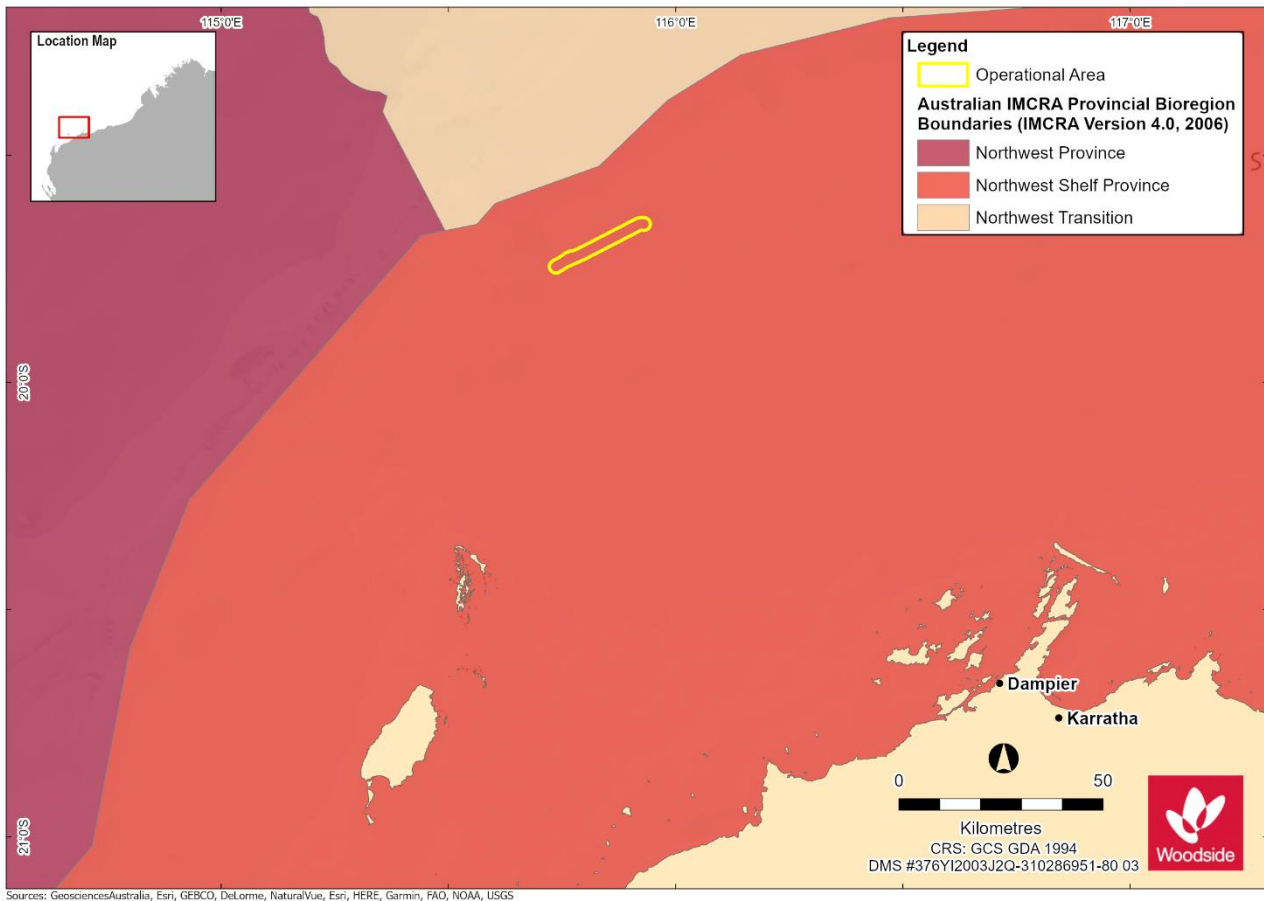 115°0'E
116°0'E
117°0'E
Location Map
Legend
Operational Area
Australian IMCRA Provincial Bioregion
Boundaries (IMCRA Version 4.0, 2006)
Northwest Province
Northwest Shelf Province
Northwest Transition
S
20°0'S
Dampier
Karratha
0 50
Kilometres
CRS: GCS GDA 1994
DMS #376YI2003J2Q-310286951-80 03
Woodside
21°0'S
Sources: GeosciencesAustralia, Esri, GEBCO, DeLorme, NaturalVue, Esri, HERE, Garmin, FAO, NOAA, USGS